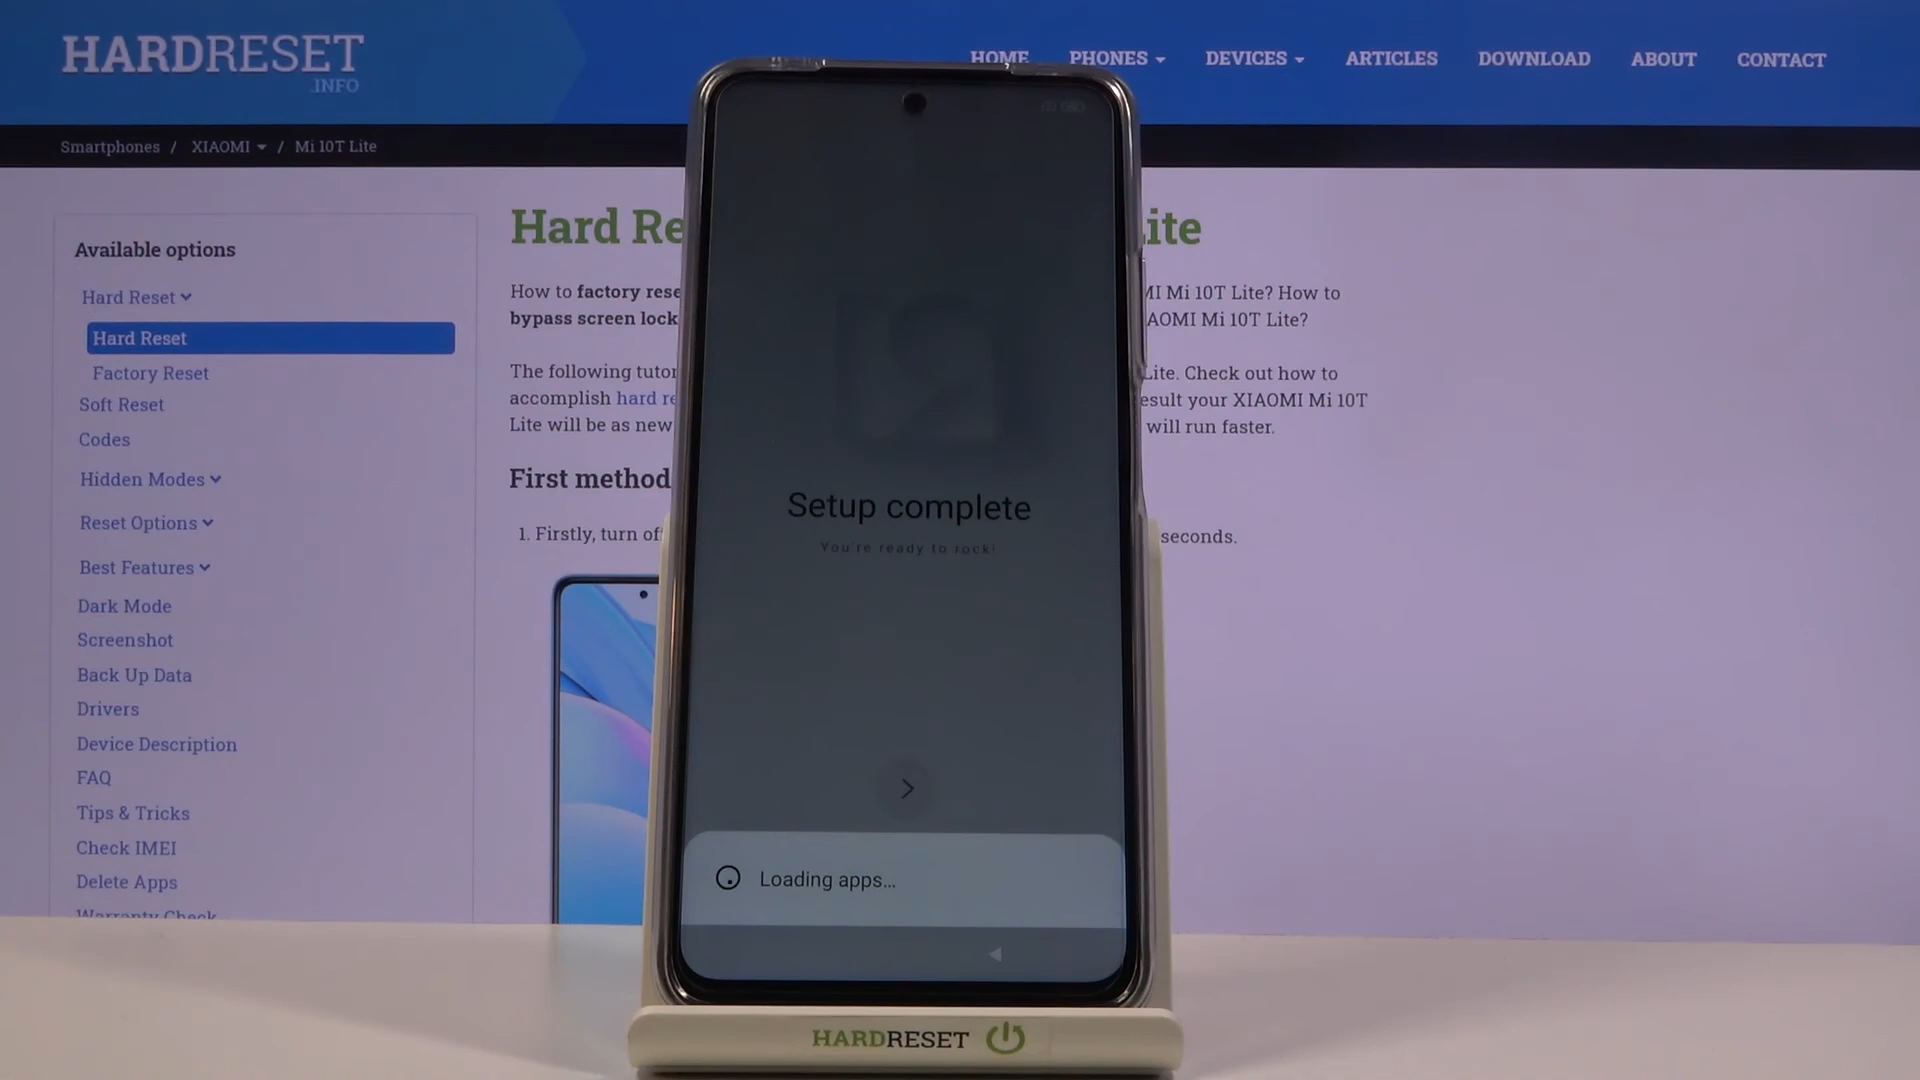 HARDRESET
.INFO
HOME PHONES DEVICES ARTICLES DOWNLOAD ABOUT CONTACT
Smartphones / XIAOMI / Mi 10T Lite
Available options
Hard Reset
Hard Reset
Factory Reset
Soft Reset
Codes
Hidden Modes
Reset Options
Best Features
Dark Mode
Screenshot
Back Up Data
Drivers
Device Description
FAQ
Tips & Tricks
Check IMEI
Delete Apps
Warranty Check
Hard Re ite
How to factory rese MI Mi 10T Lite? How to
bypass screen lock AOMI Mi 10T Lite?
The following tutor Lite. Check out how to
accomplish hard re esult your XIAOMI Mi 10T
Lite will be as new will run faster.
First method
1. Firstly, turn of seconds.
Setup complete
You're ready to rock!
Loading apps...
HARDRESET